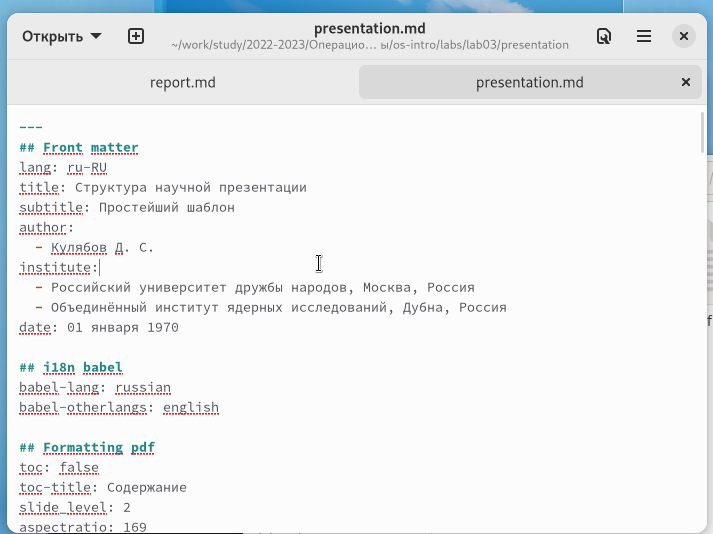 Открыть
presentation.md
~/work/study/2022-2023/Операцио… ы/os-intro/labs/lab03/presentation
report.md
presentation.md
---
## Front matter
lang: ru-RU
title: Структура научной презентации
subtitle: Простейший шаблон
author:
  - Кулябов Д. С.
institute:
  - Российский университет дружбы народов, Москва, Россия
  - Объединённый институт ядерных исследований, Дубна, Россия
date: 01 января 1970
## i18n babel
babel-lang: russian
babel-otherlangs: english
## Formatting pdf
toc: false
toc-title: Содержание
slide_level: 2
aspectratio: 169